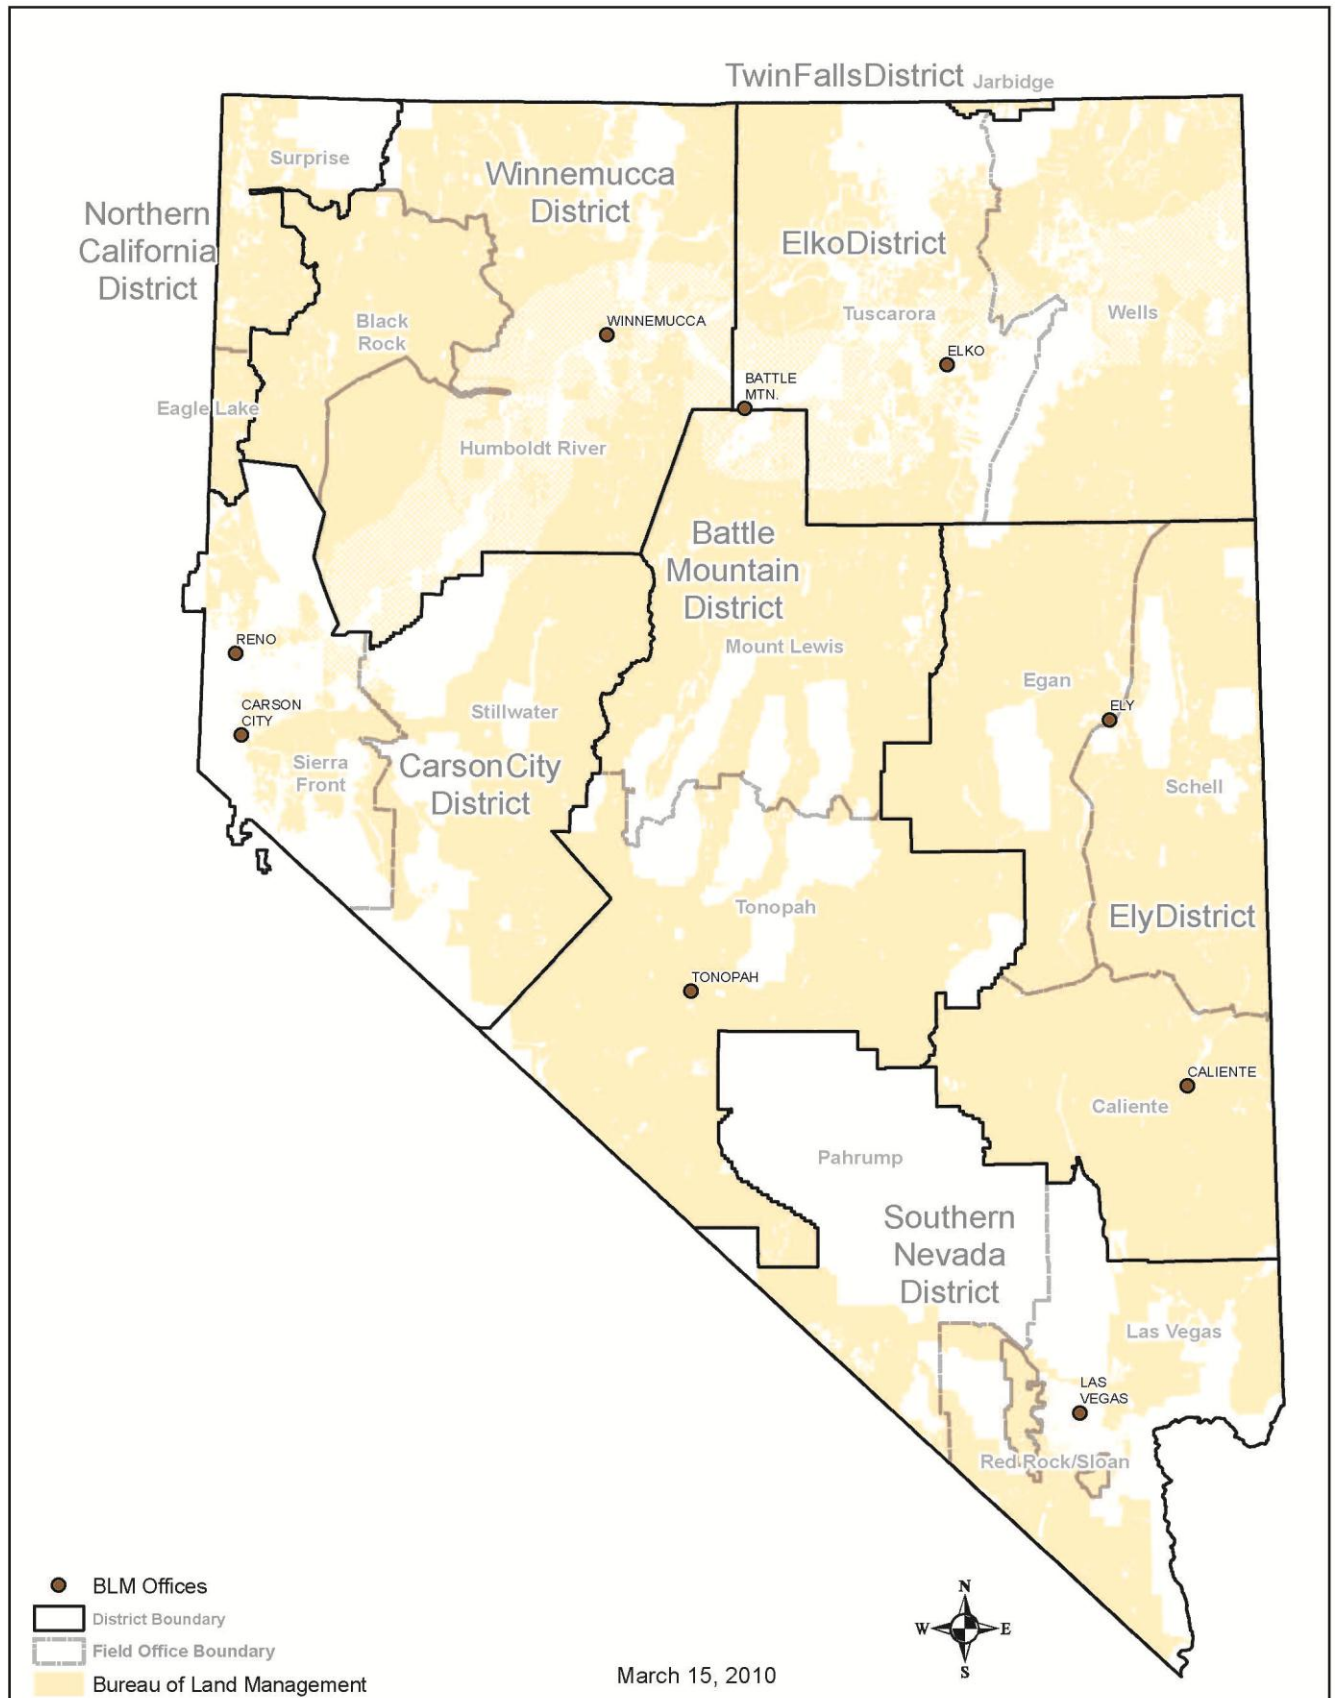 TwinFallsDistrict
Jarbidge
Surprise
Winnemucca
District
Northern
California
District
ElkoDistrict
Black
Rock
WINNEMUCCA
Tuscarora
Wells
ELKO
BATTLE
MTN.
Eagle Lake
Humboldt River
Battle
Mountain
District
RENO
Mount Lewis
Egan
CARSON
CITY
Stillwater
ELY
Sierra
Front
CarsonCity
District
Schell
Tonopah
ElyDistrict
TONOPAH
CALIENTE
Caliente
Pahrump
Southern
Nevada
District
Las Vegas
LAS
VEGAS
Red Rock/Sloan
BLM Offices
District Boundary
Field Office Boundary
Bureau of Land Management
March 15, 2010
N
W
E
S